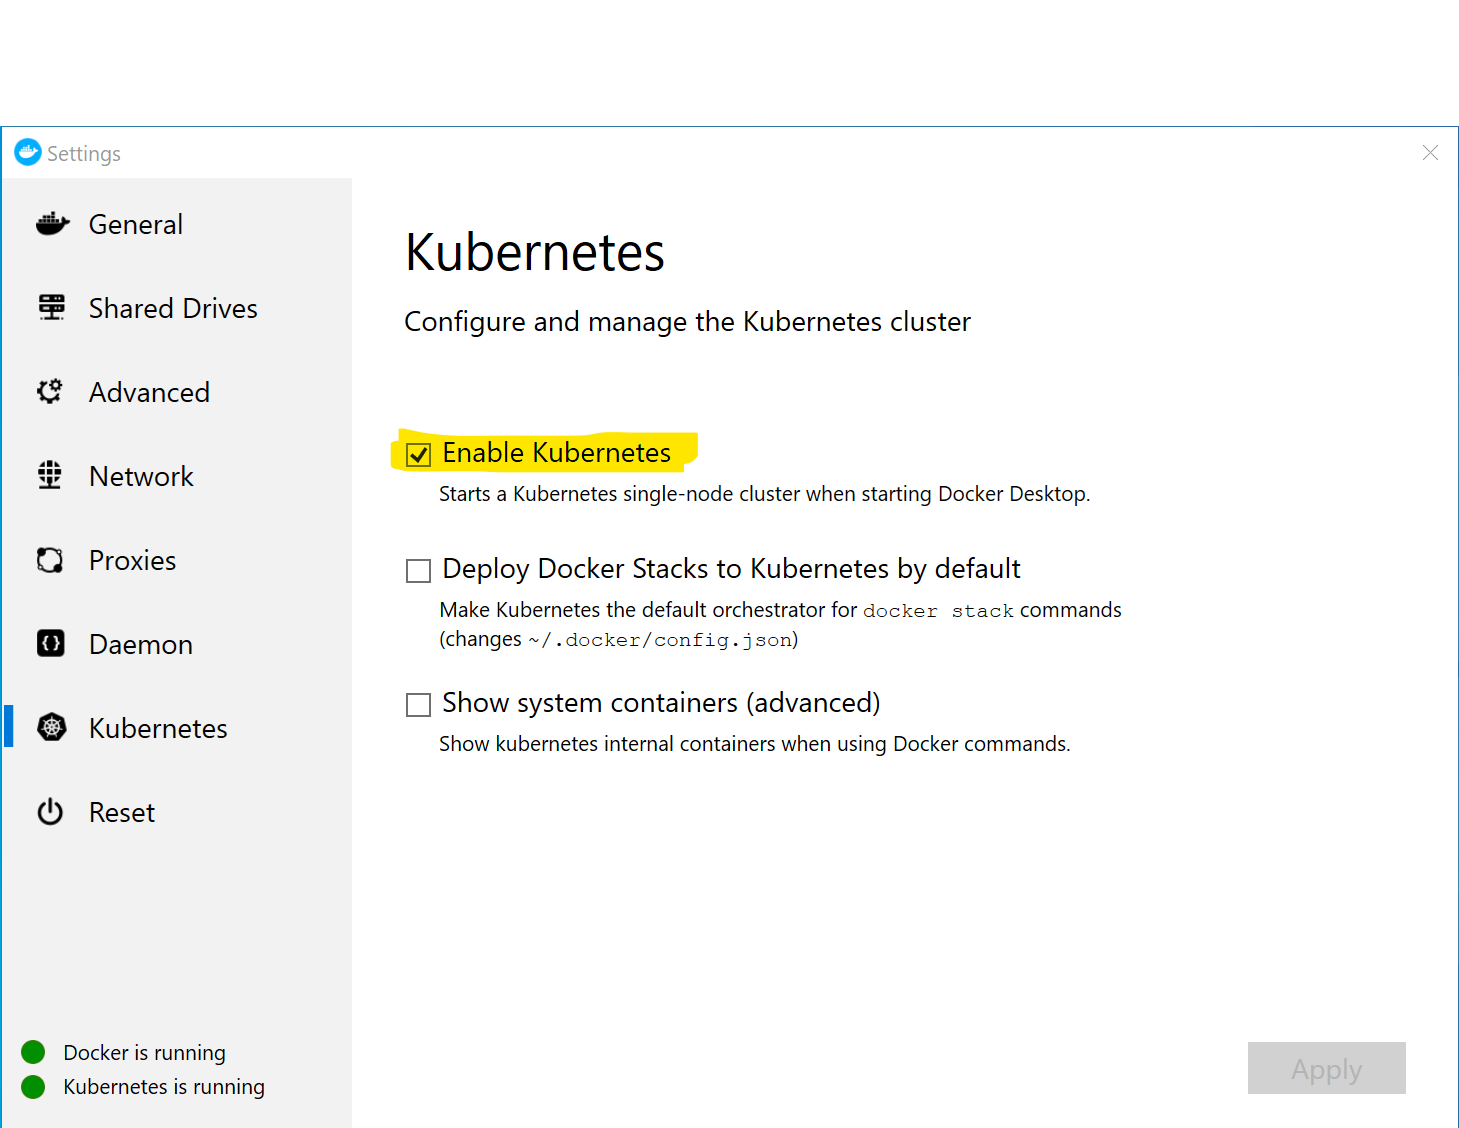 Settings
General
Shared Drives
Advanced
Network
Proxies
Daemon
Kubernetes
Reset
Docker is running
Kubernetes is running
Kubernetes
Configure and manage the Kubernetes cluster
Enable Kubernetes
Starts a Kubernetes single-node cluster when starting Docker Desktop.
Deploy Docker Stacks to Kubernetes by default
Make Kubernetes the default orchestrator for docker stack commands
(changes ~/.docker/config.json)
Show system containers (advanced)
Show kubernetes internal containers when using Docker commands.
Apply